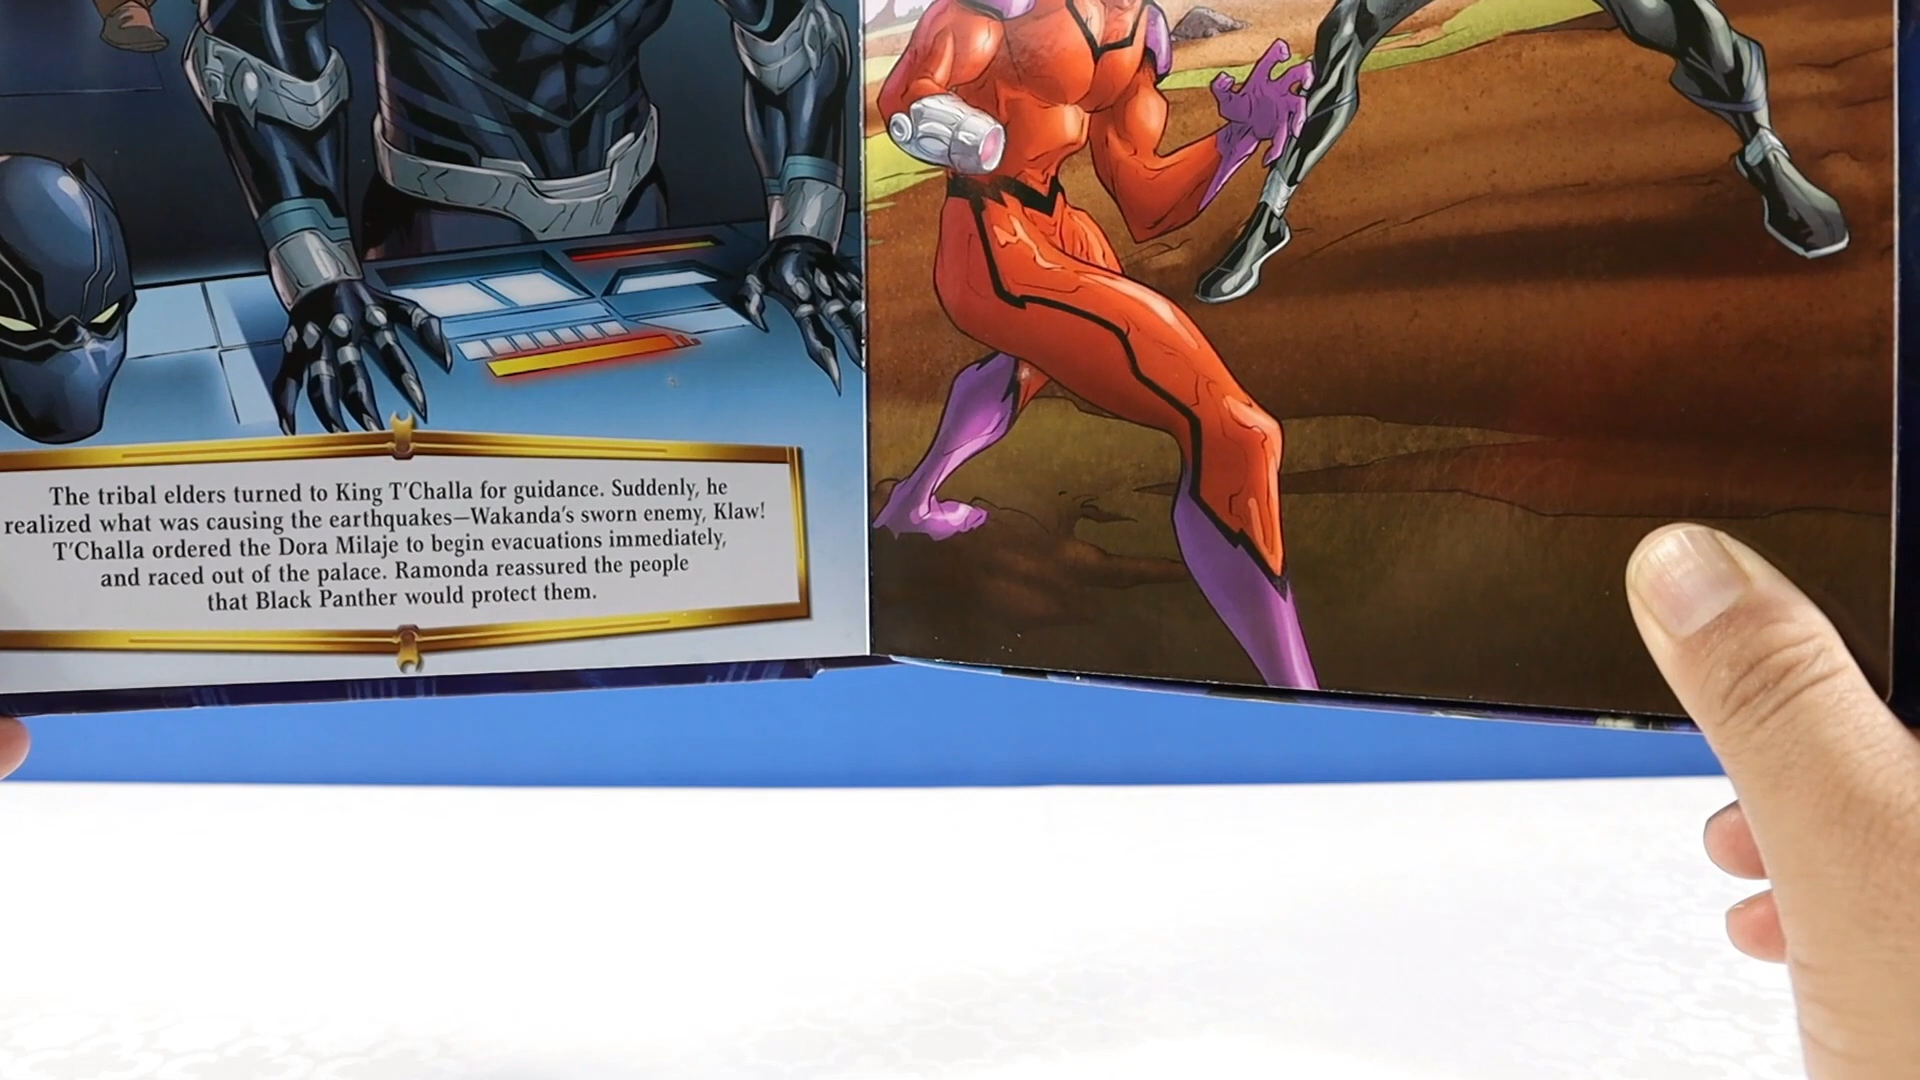 The tribal elders turned to King T'Challa for guidance. Suddenly, he
realized what was causing the earthquakes—Wakanda's sworn enemy, Klaw!
T'Challa ordered the Dora Milaje to begin evacuations immediately,
and raced out of the palace. Ramonda reassured the people
that Black Panther would protect them.